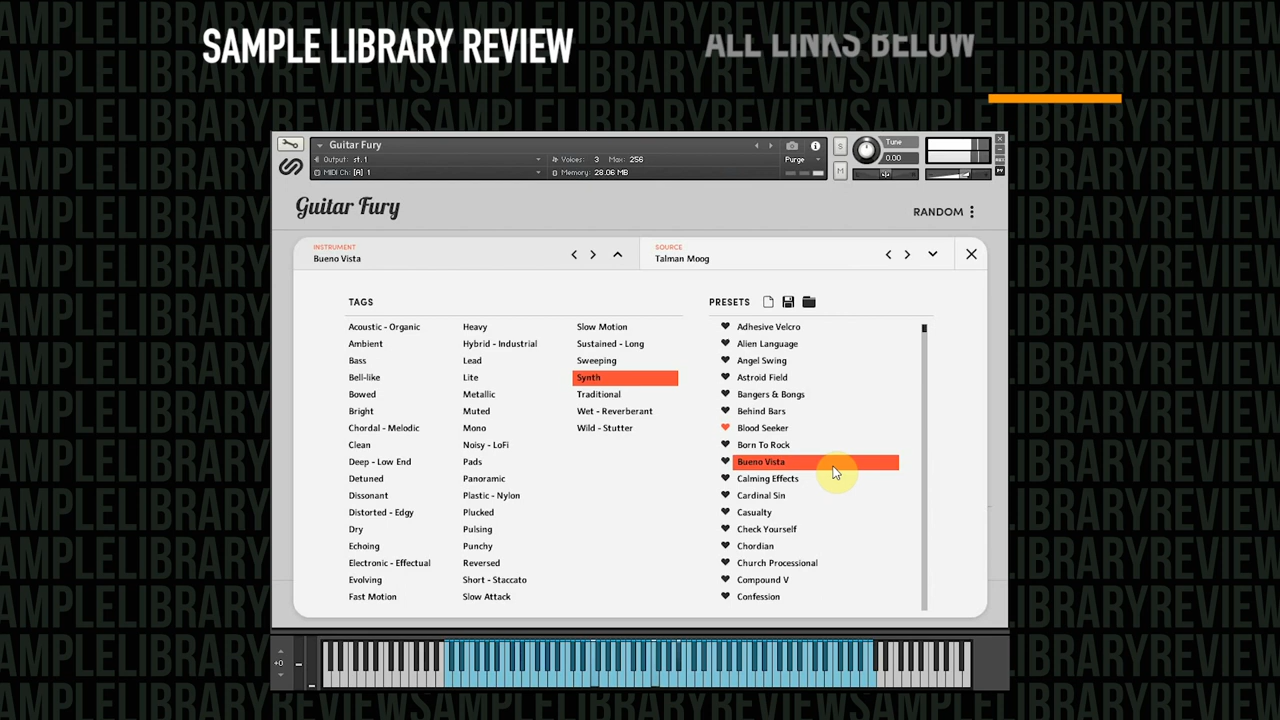 SAMPLE LIBRARY REVIEW
ALL LINKS BELOW
Guitar Fury
Output: st. 1
Voices: 3 Max: 256
Purge
MIDI Ch: [A] 1
Memory: 28.06 MB
S
M
Tune
0.00
Guitar Fury
RANDOM
INSTRUMENT
Bueno Vista
SOURCE
Talman Moog
TAGS
Acoustic - Organic
Ambient
Bass
Bell-like
Bowed
Bright
Chordal - Melodic
Clean
Deep - Low End
Detuned
Dissonant
Distorted - Edgy
Dry
Echoing
Electronic - Effectual
Evolving
Fast Motion
Heavy
Hybrid - Industrial
Lead
Lite
Metallic
Muted
Mono
Noisy - LoFi
Pads
Panoramic
Plastic - Nylon
Plucked
Pulsing
Punchy
Reversed
Short - Staccato
Slow Attack
Slow Motion
Sustained - Long
Sweeping
Synth
Traditional
Wet - Reverberant
Wild - Stutter
PRESETS
Adhesive Velcro
Alien Language
Angel Swing
Astroid Field
Bangers & Bongs
Behind Bars
Blood Seeker
Born To Rock
Bueno Vista
Calming Effects
Cardinal Sin
Casualty
Check Yourself
Chordian
Church Processional
Compound V
Confession
+0